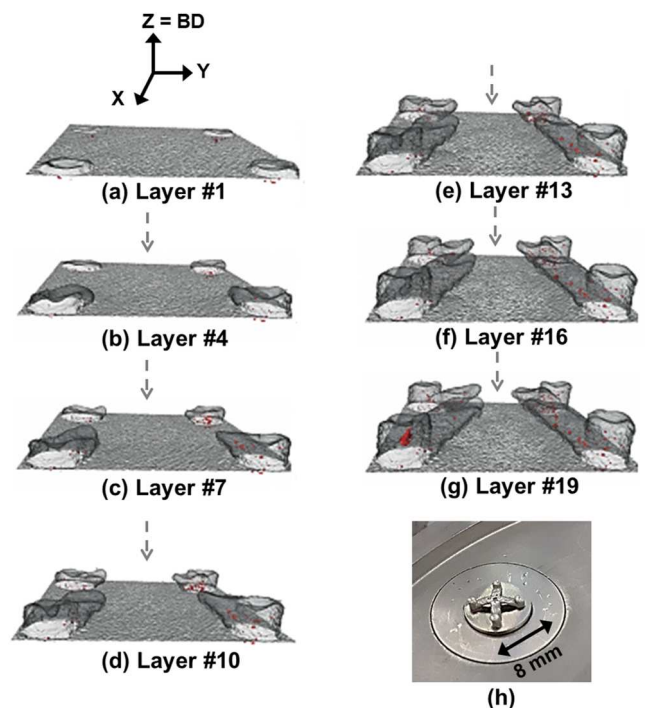 Z = BD
Y
X
(a) Layer #1
(b) Layer #4
(c) Layer #7
(d) Layer #10
(e) Layer #13
(f) Layer #16
(g) Layer #19
8 mm
(h)